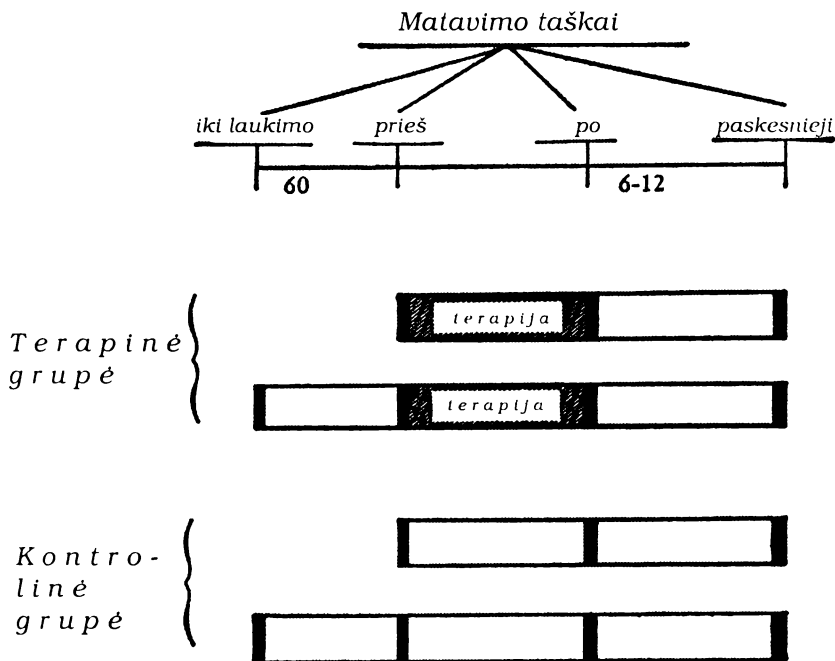 Matavimo taškai
iki laukimo prieš po paskesnieji
60 6-12
terapija
Terapinė
grupė
terapija
Kontro-
linė
grupė